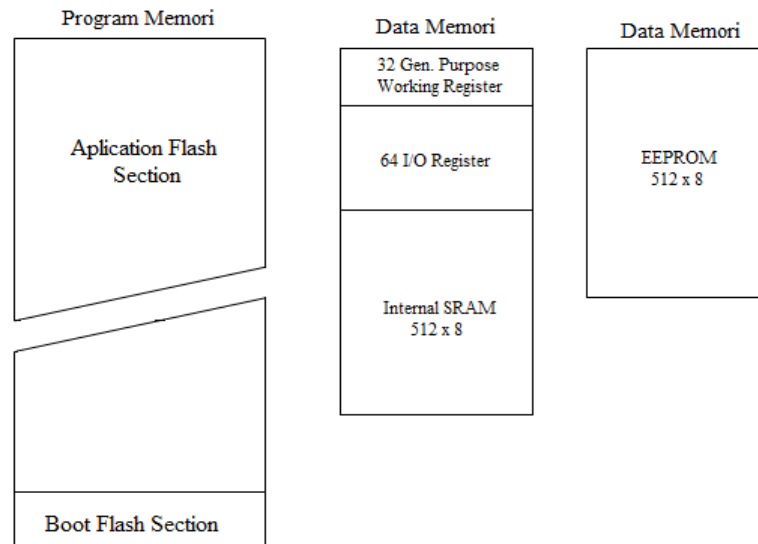 Program Memori
Aplication Flash
Section
Boot Flash Section
Data Memori
32 Gen. Purpose
Working Register
64 I/O Register
Internal SRAM
512 x 8
Data Memori
EEPROM
512 x 8